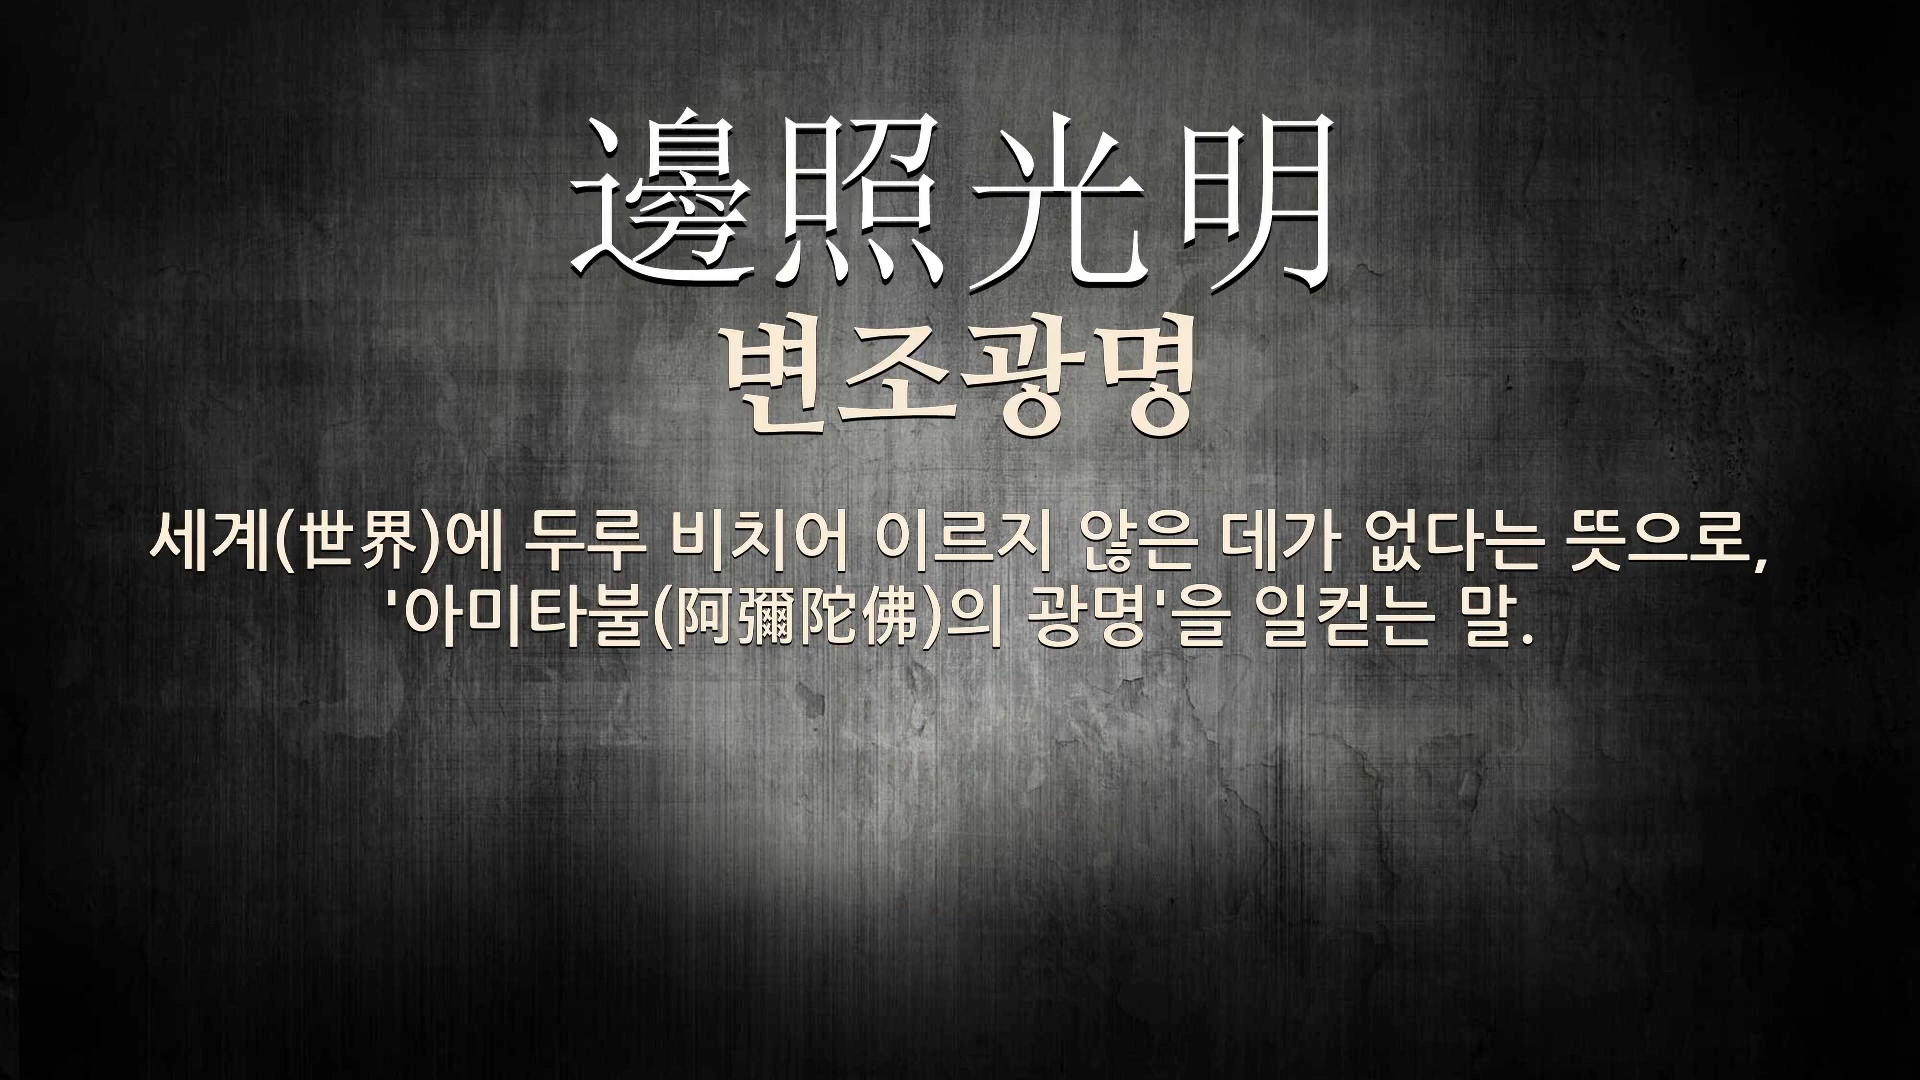 邊照光明
변조광명
세계(世界)에 두루 비치어 이르지 않은 데가 없다는 뜻으로,
'아미타불(阿彌陀佛)의 광명'을 일컫는 말.